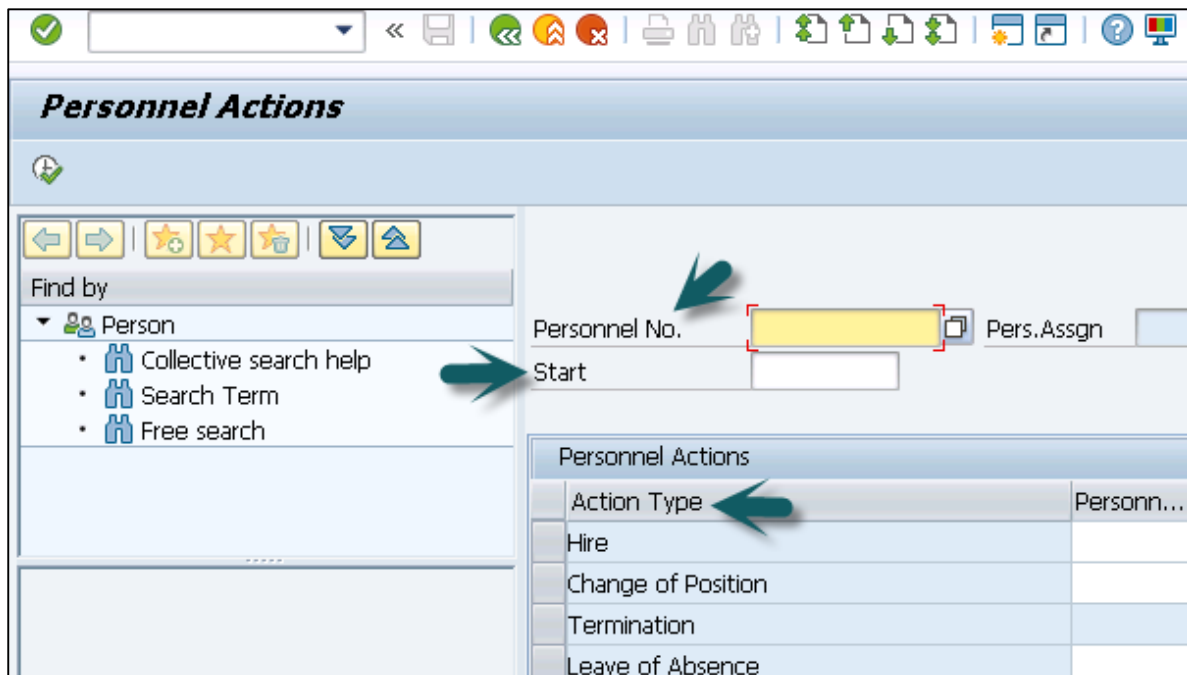 Personnel Actions
Find by
Person
Collective search help
Search Term
Free search
Personnel No.
Pers.Assgn
Start
Personnel Actions
Action Type
Personn...
Hire
Change of Position
Termination
Leave of Absence